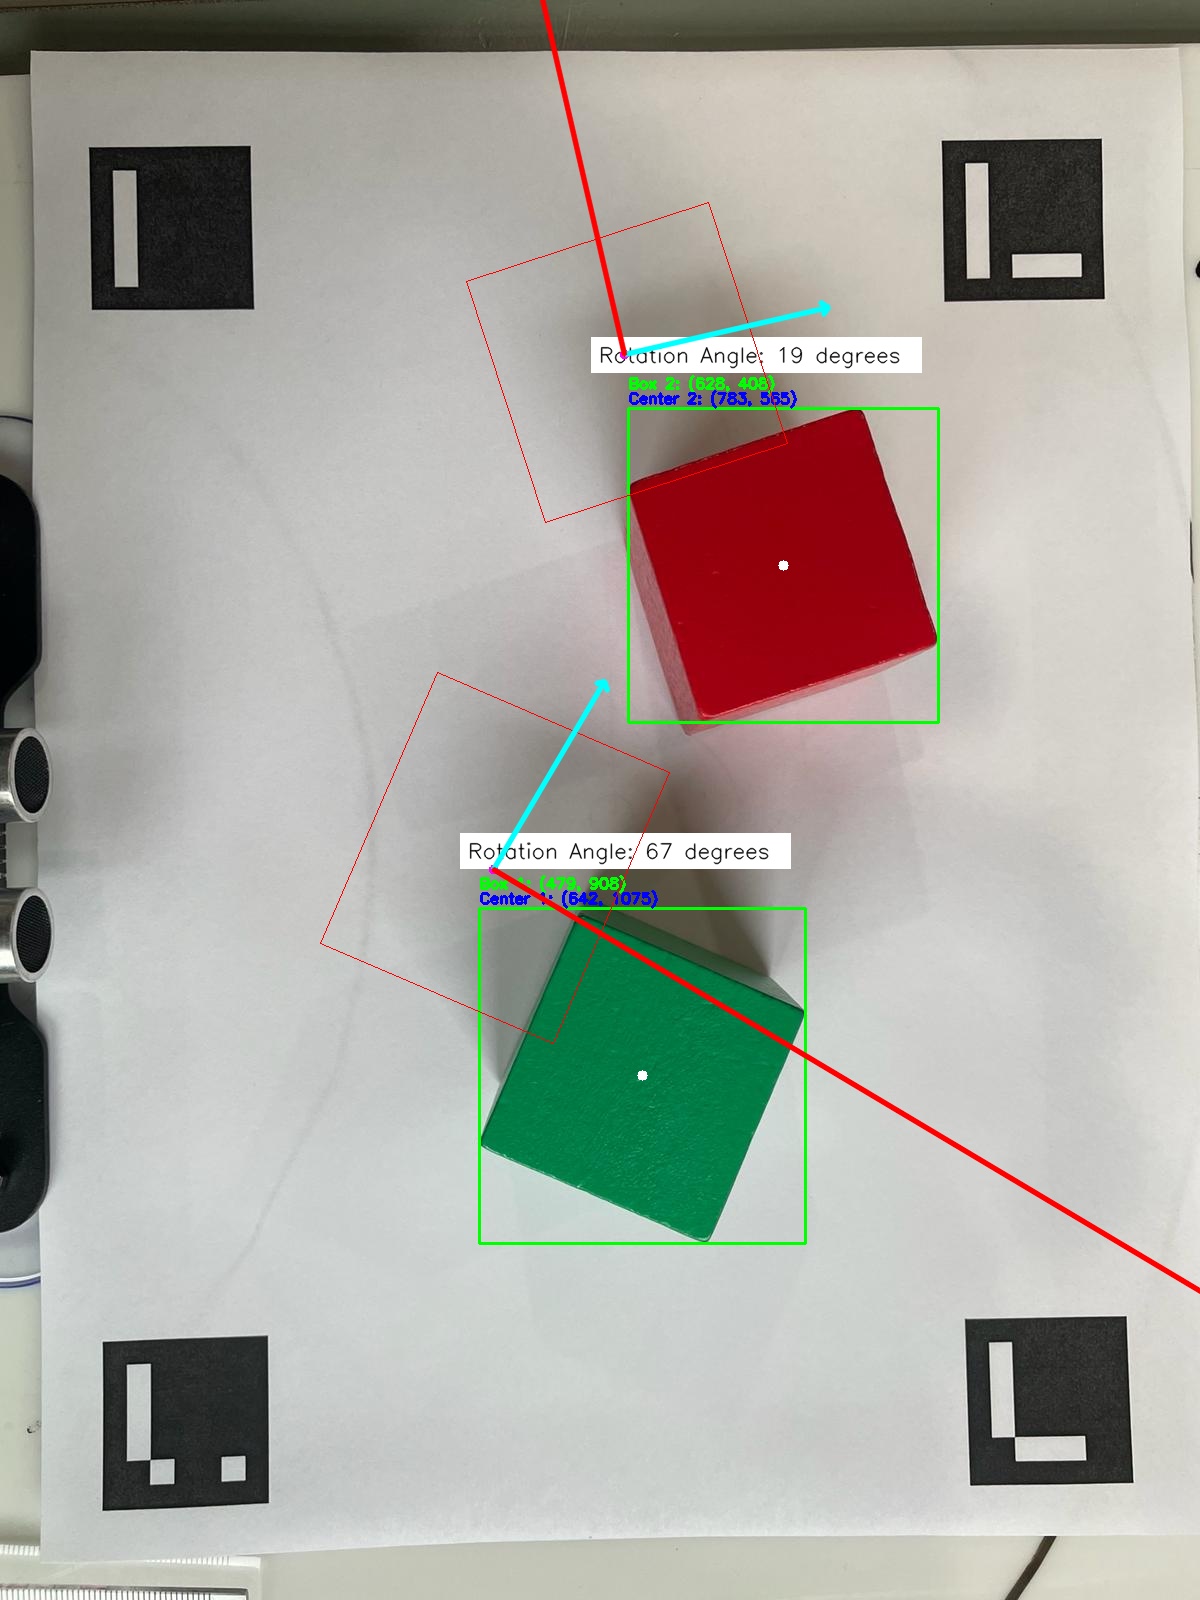 Rotation Angle: 19 degrees
Box 2: (628, 408)
Center 2: (783, 565)
Rotation Angle: 67 degrees
Box 1: (479, 908)
Center 1: (642, 1075)